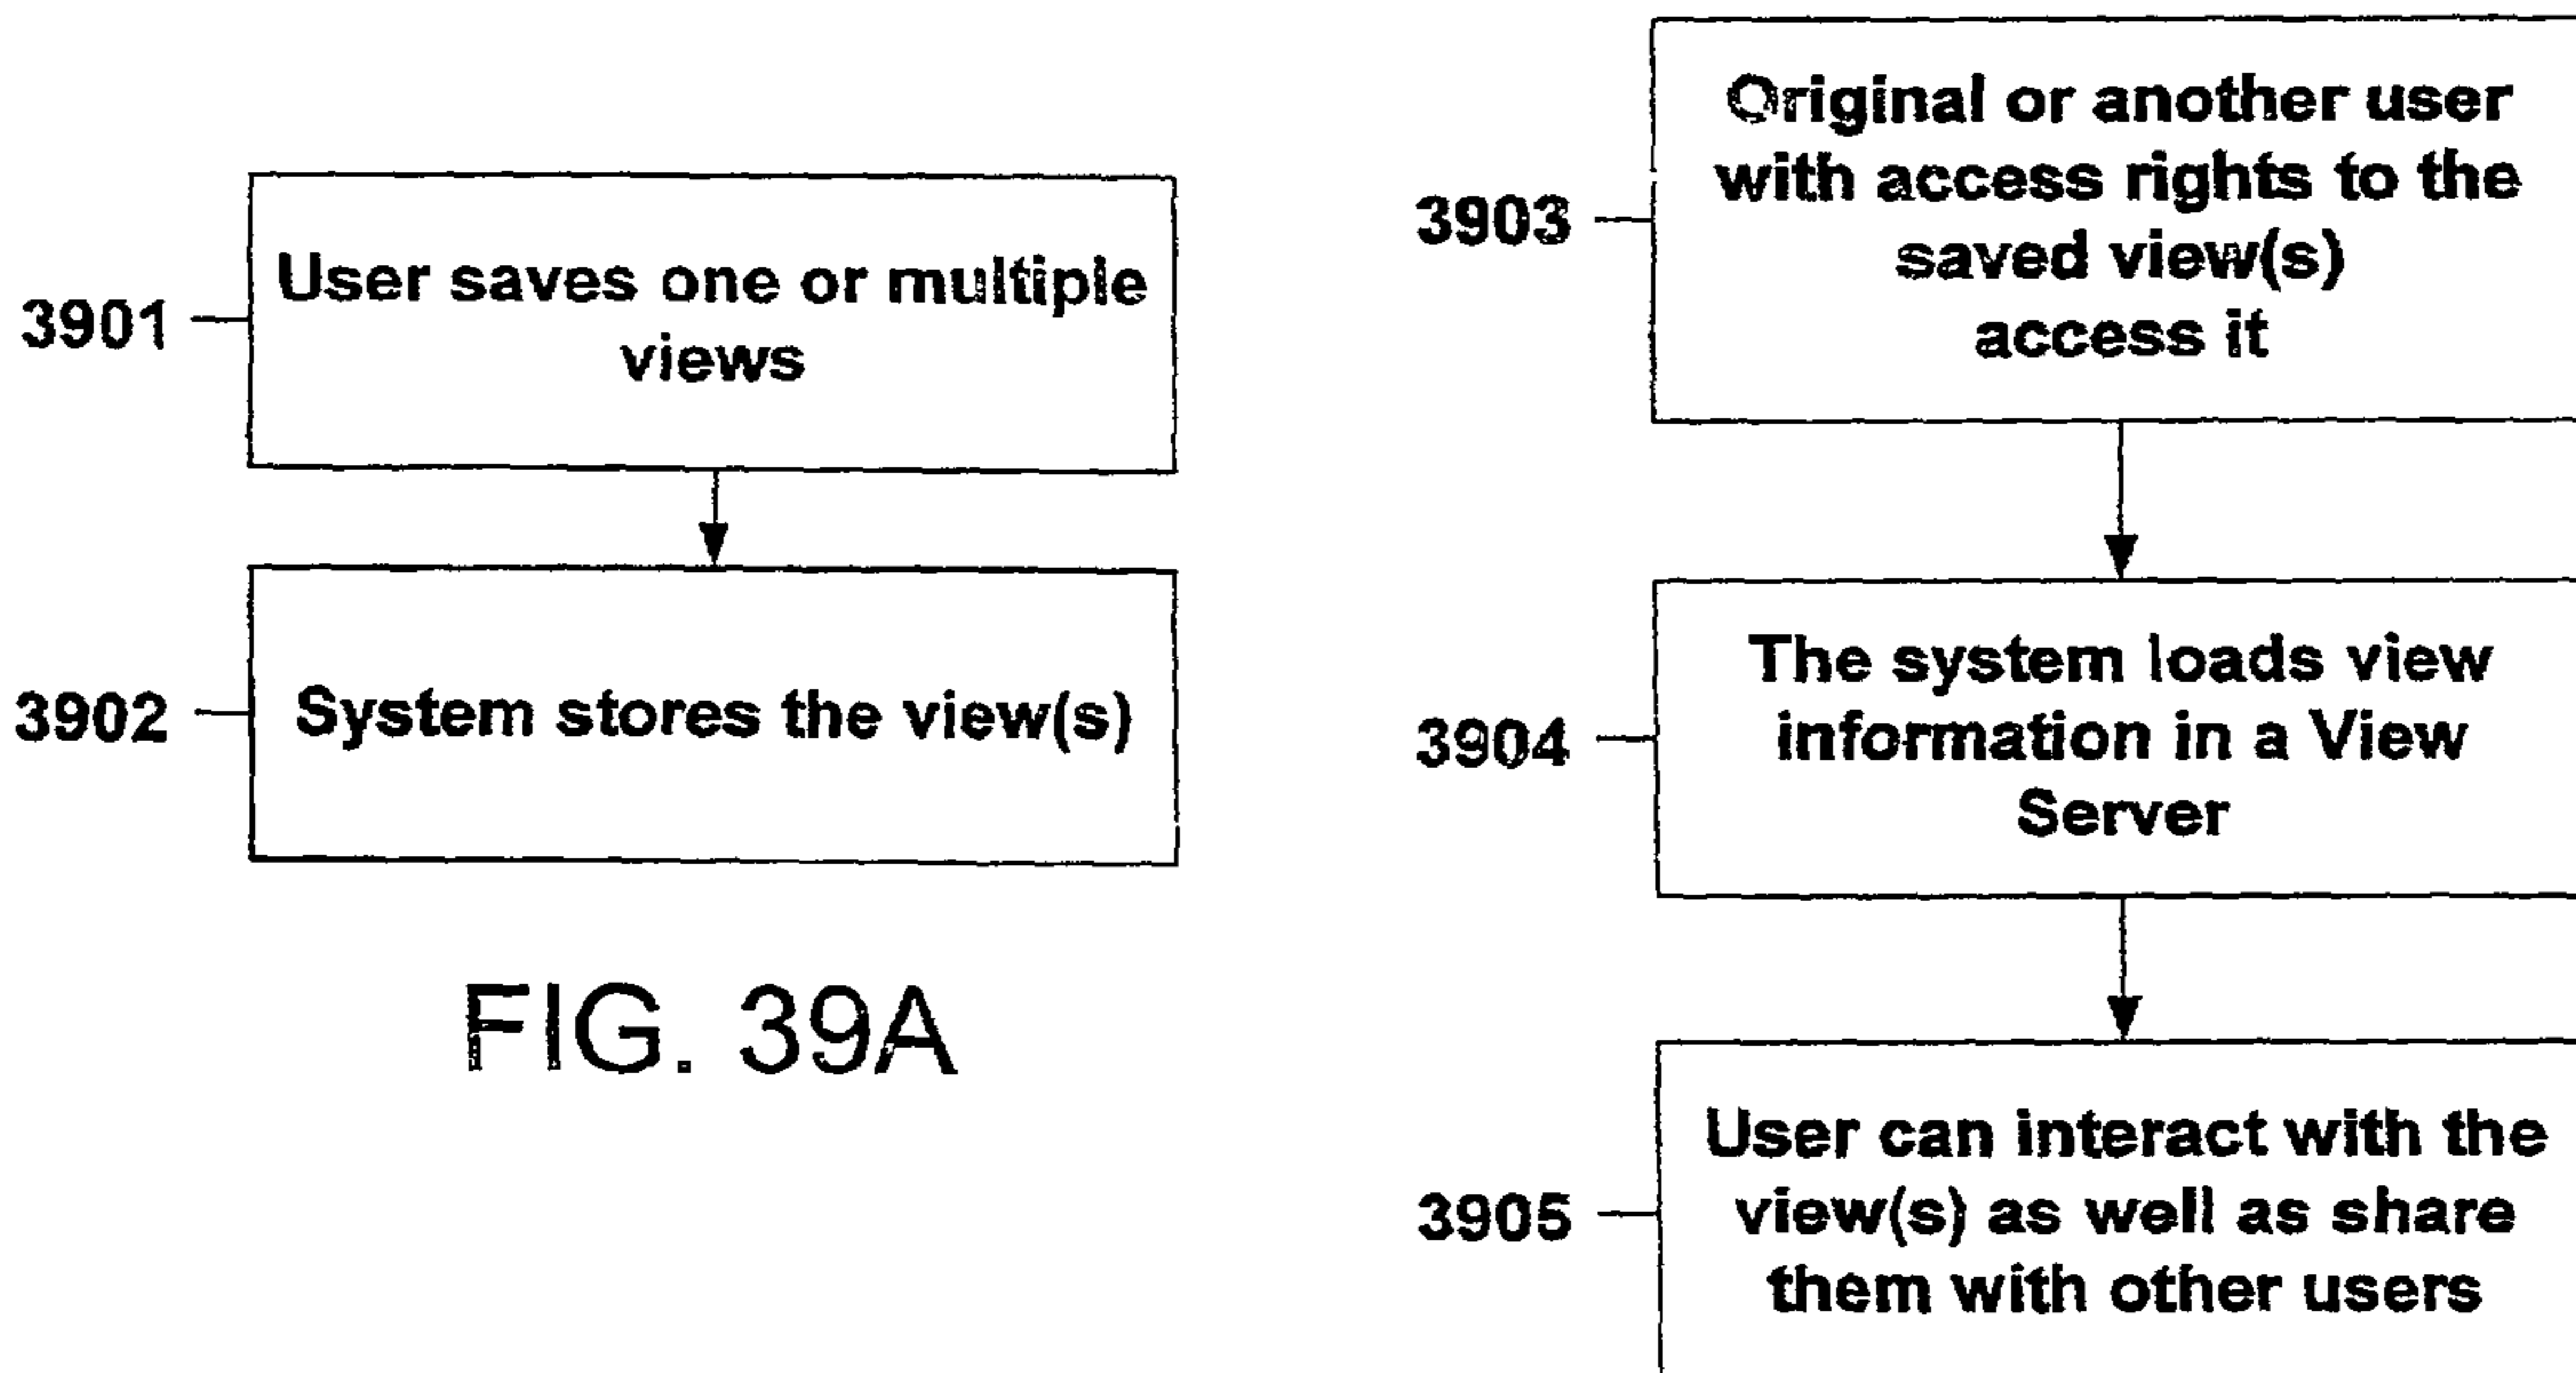 3901
User saves one or multiple
views
3902
System stores the view(s)
FIG. 39A
3903
Original or another user
with access rights to the
saved view(s)
access it
3904
The system loads view
information in a View
Server
3905
User can interact with the
view(s) as well as share
them with other users